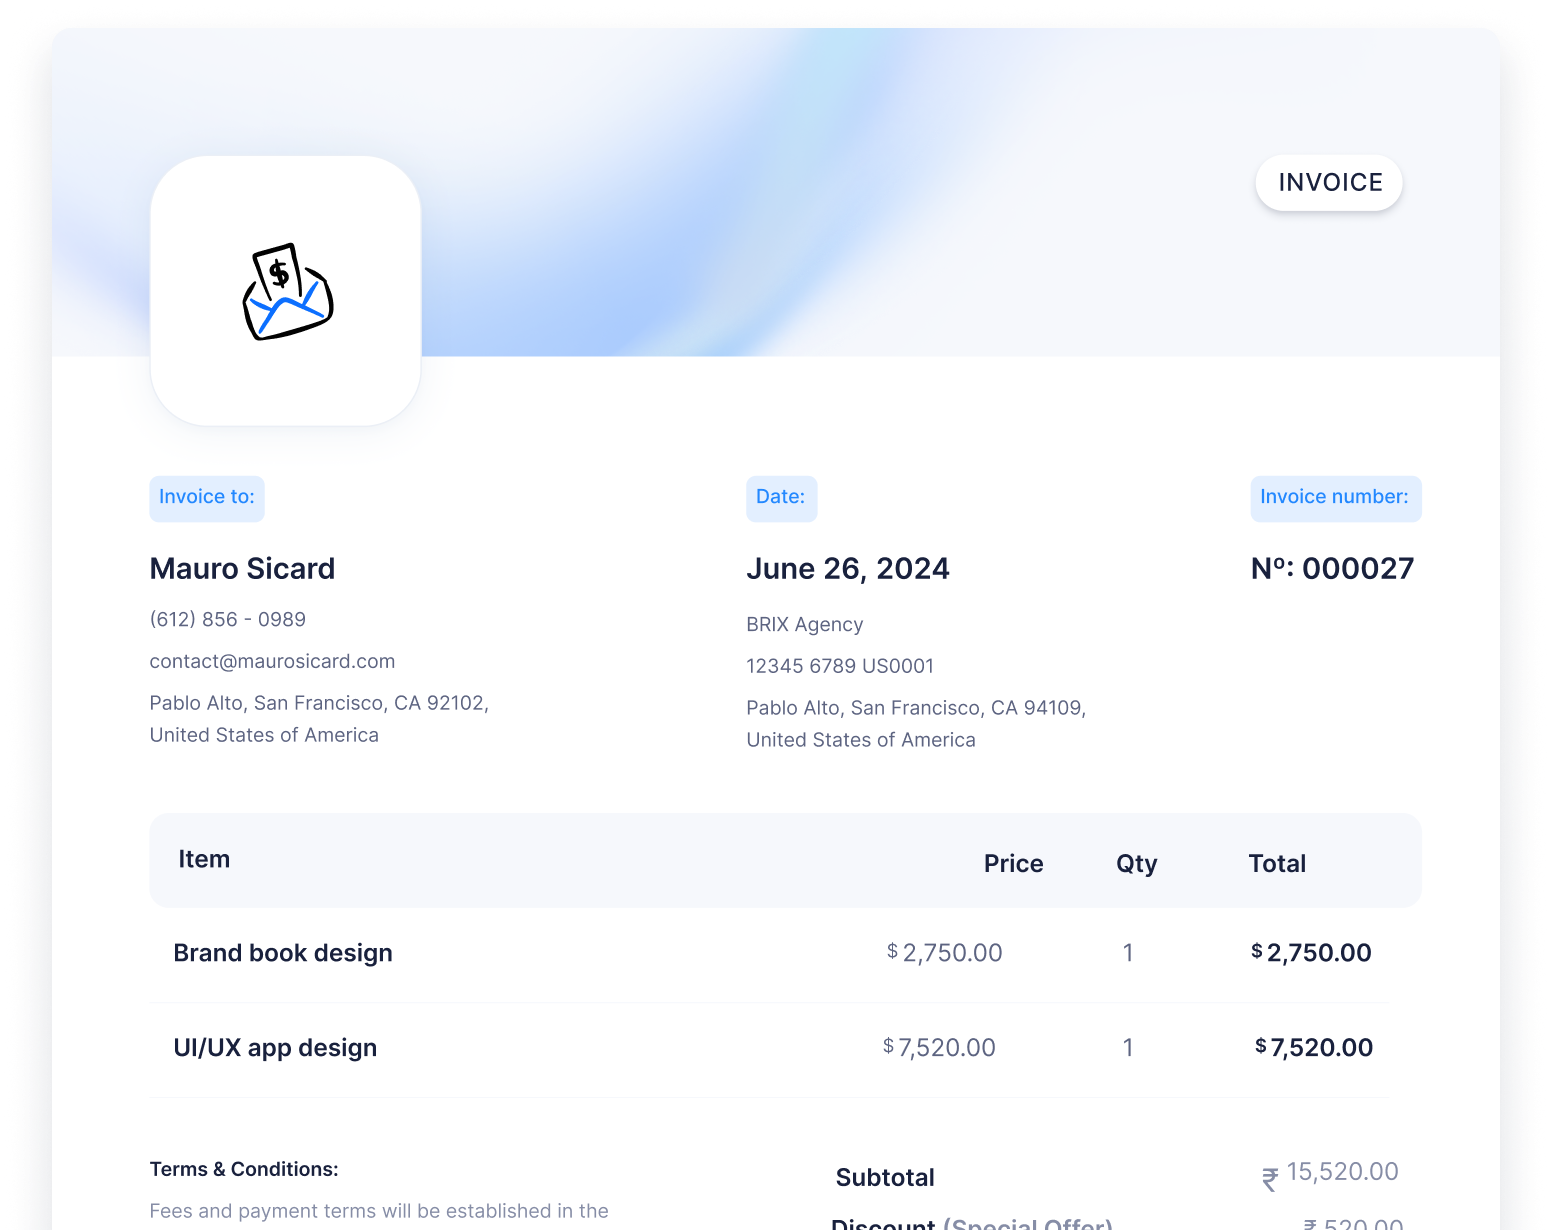 INVOICE
$
Invoice to:
Mauro Sicard
(612) 856 - 0989
contact@maurosicard.com
Pablo Alto, San Francisco, CA 92102,
United States of America
Date:
June 26, 2024
BRIX Agency
12345 6789 US0001
Pablo Alto, San Francisco, CA 94109,
United States of America
Invoice number:
Nº: 000027
Item Price Qty Total
Brand book design $2,750.00 1 $2,750.00
UI/UX app design $7,520.00 1 $7,520.00
Terms & Conditions:
Fees and payment terms will be established in the
Subtotal ₹ 15,520.00
Discount (Special Offer) ₹ 520.00